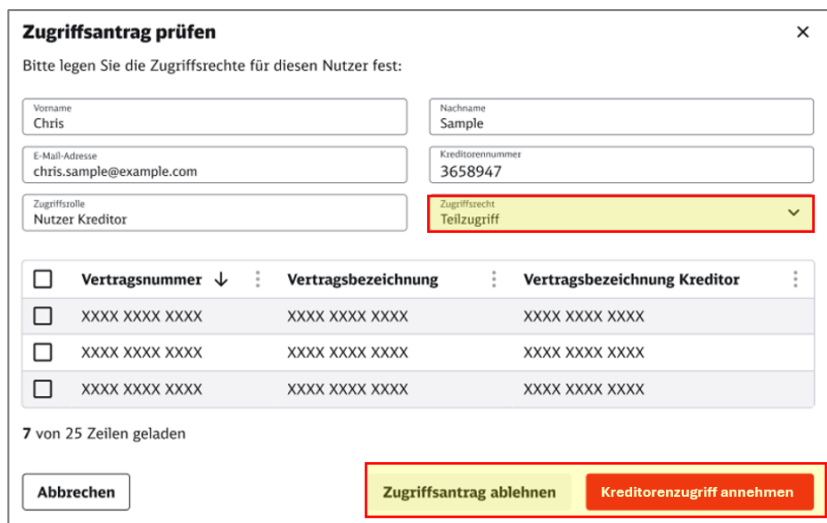 Zugriffsantrag prüfen
Bitte legen Sie die Zugriffsrechte für diesen Nutzer fest:
Vorname
Chris
Nachname
Sample
E-Mail-Adresse
chris.sample@example.com
Kreditorennummer
3658947
Zugriffsrolle
Nutzer Kreditor
Zugriffsrecht
Teilzugriff
Vertragsnummer ↓ Vertragsbezeichnung Vertragsbezeichnung Kreditor
XXXX XXXX XXXX XXXX XXXX XXXX XXXX XXXX XXXX
XXXX XXXX XXXX XXXX XXXX XXXX XXXX XXXX XXXX
XXXX XXXX XXXX XXXX XXXX XXXX XXXX XXXX XXXX
7 von 25 Zeilen geladen
Abbrechen Zugriffsantrag ablehnen Kreditorenzugriff annehmen